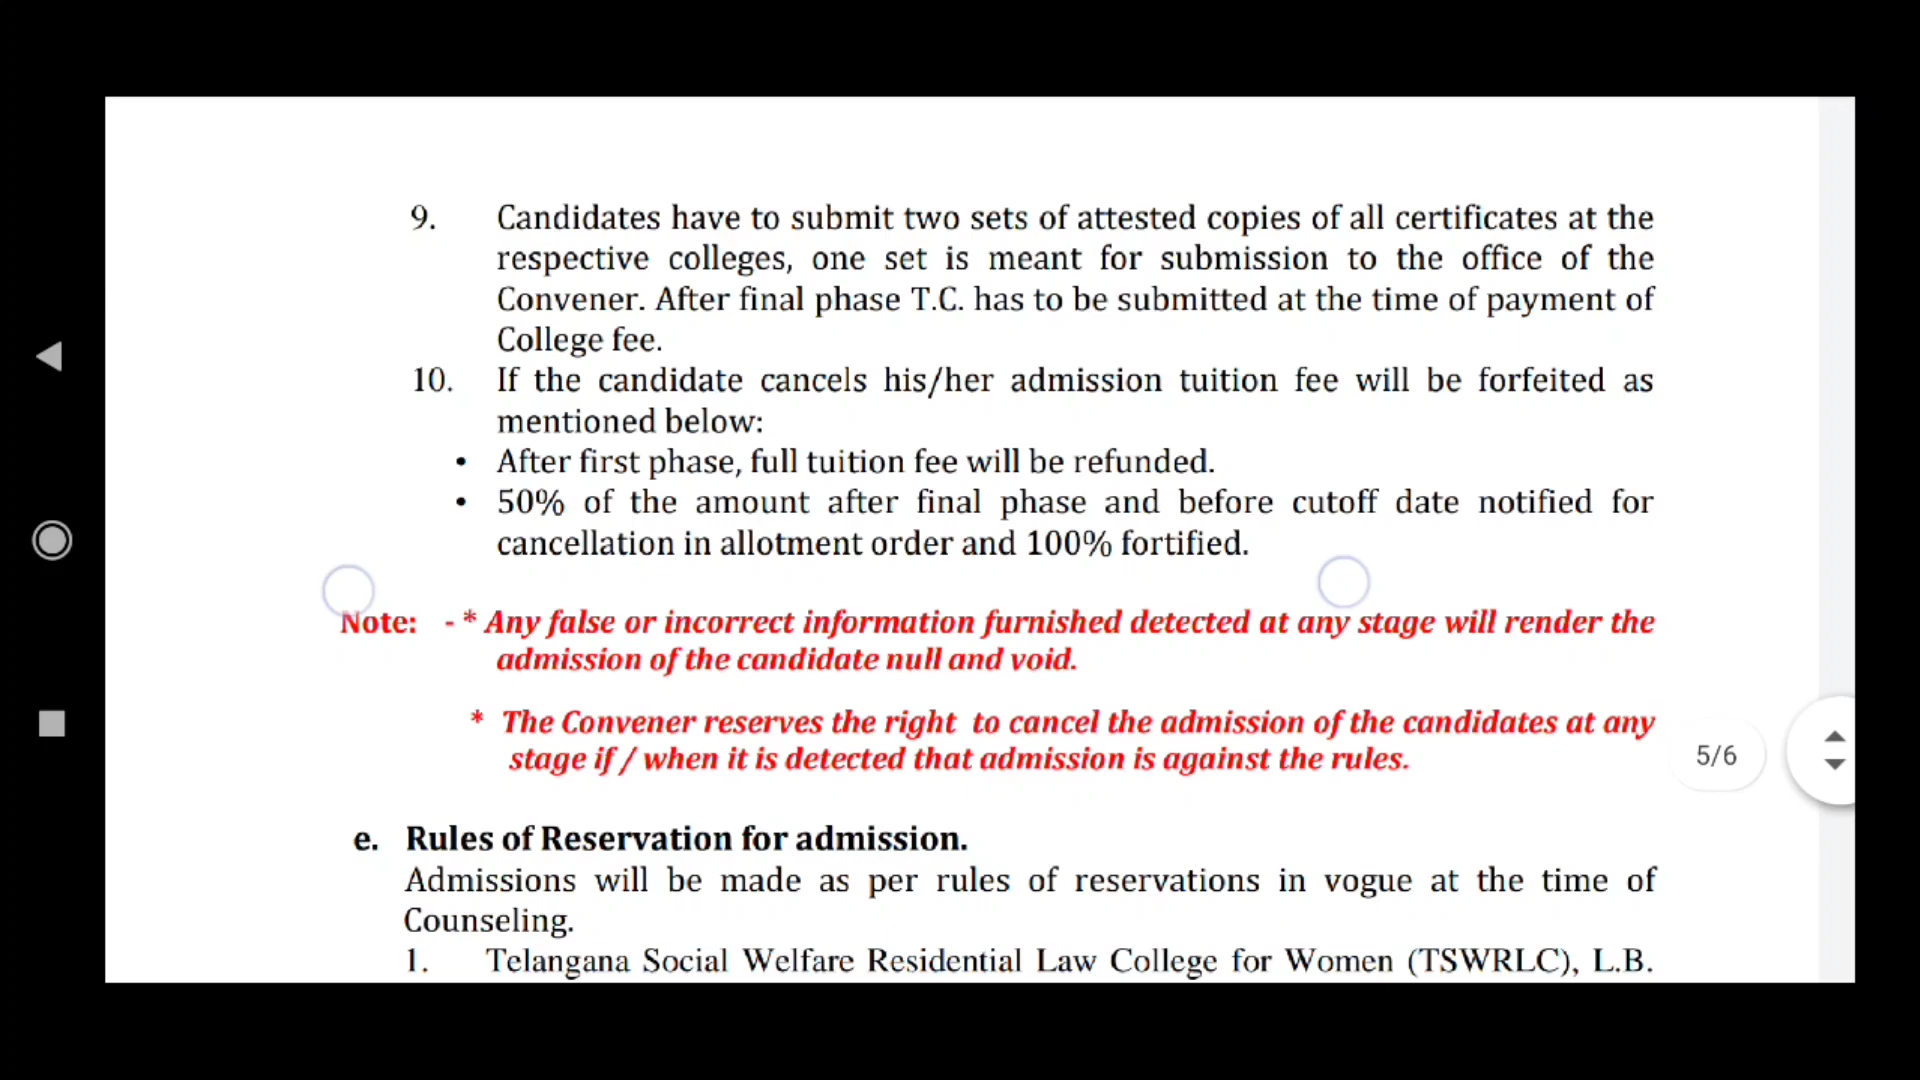 9. Candidates have to submit two sets of attested copies of all certificates at the
respective colleges, one set is meant for submission to the office of the
Convener. After final phase T.C. has to be submitted at the time of payment of
College fee.
10. If the candidate cancels his/her admission tuition fee will be forfeited as
mentioned below:
• After first phase, full tuition fee will be refunded.
• 50% of the amount after final phase and before cutoff date notified for
cancellation in allotment order and 100% fortified.
Note: - * Any false or incorrect information furnished detected at any stage will render the
admission of the candidate null and void.
* The Convener reserves the right to cancel the admission of the candidates at any
stage if / when it is detected that admission is against the rules.
5/6
e. Rules of Reservation for admission.
Admissions will be made as per rules of reservations in vogue at the time of
Counseling.
1. Telangana Social Welfare Residential Law College for Women (TSWRLC), L.B.